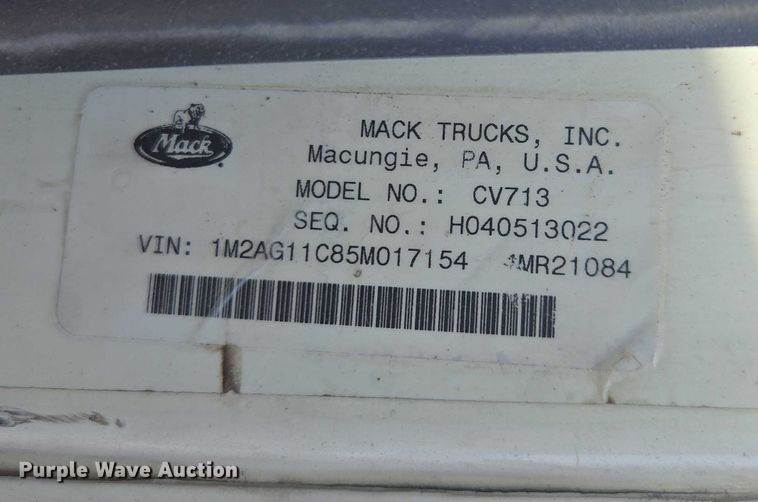 Mack
MACK TRUCKS, INC.
Macungie, PA, U.S.A.
MODEL NO.: CV713
SEQ. NO.: H040513022
VIN: 1M2AG11C85M017154 4MR21084
Purple Wave Auction